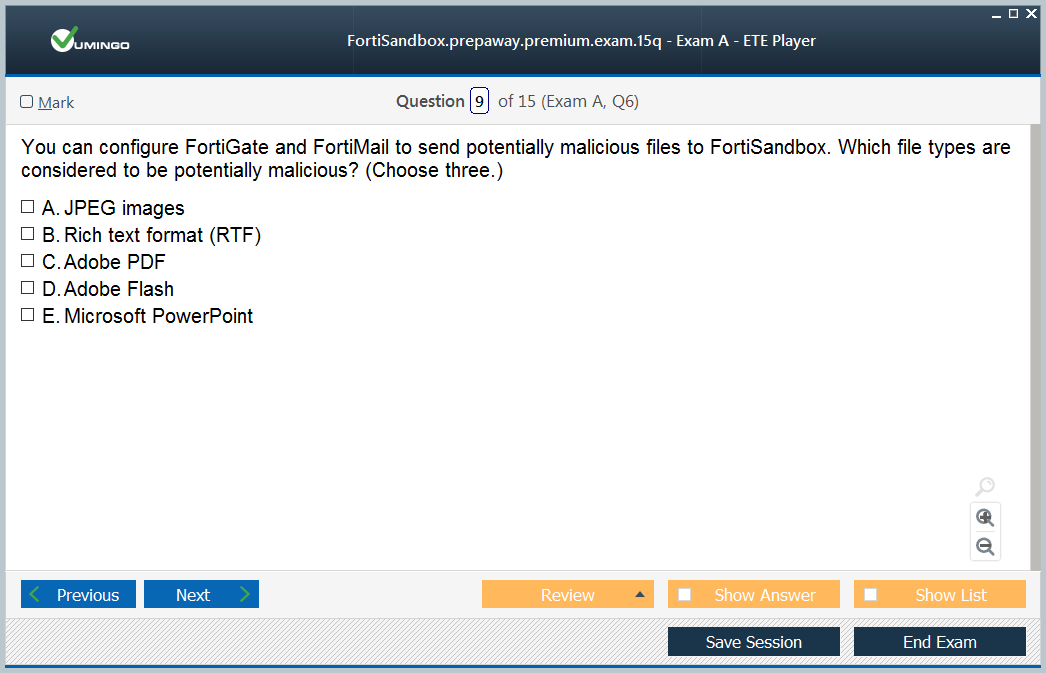 VUMINGO
FortiSandbox.prepaway.premium.exam.15q - Exam A - ETE Player
Mark
Question 9 of 15 (Exam A, Q6)
You can configure FortiGate and FortiMail to send potentially malicious files to FortiSandbox. Which file types are
considered to be potentially malicious? (Choose three.)
A. JPEG images
B. Rich text format (RTF)
C. Adobe PDF
D. Adobe Flash
E. Microsoft PowerPoint
Previous
Next
Review
Show Answer
Show List
Save Session
End Exam